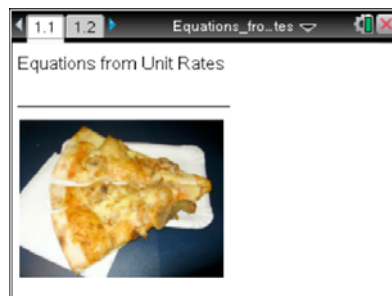 1.1 1.2 Equations_fro...tes
Equations from Unit Rates